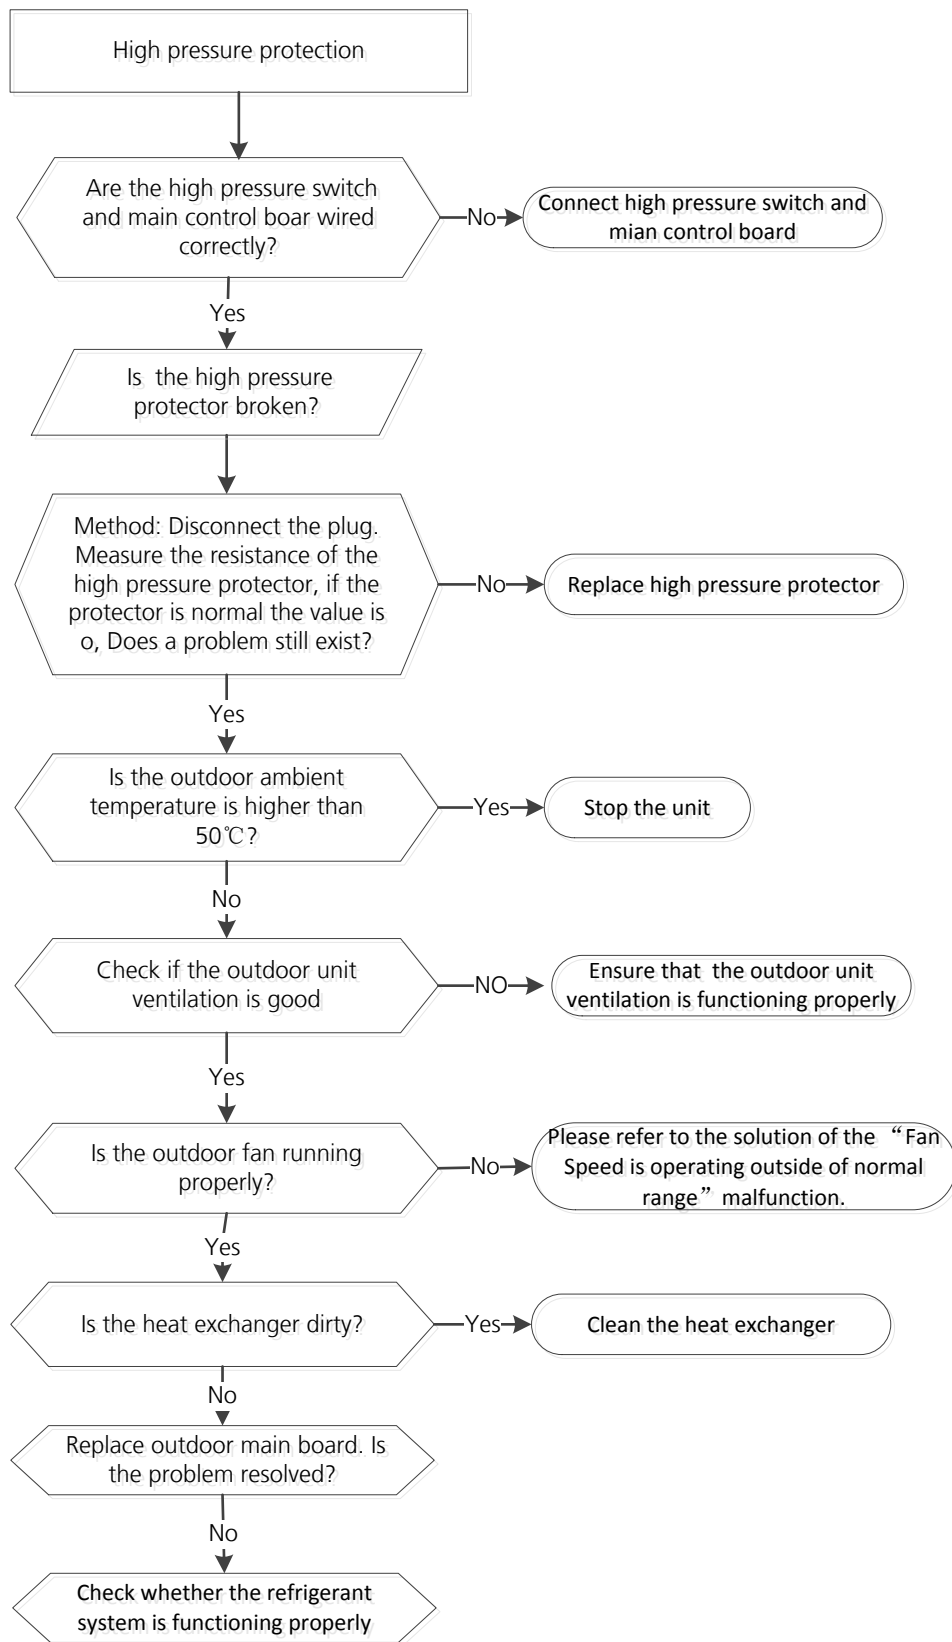 High pressure protection
Are the high pressure switch
and main control boar wired
correctly?
No
Connect high pressure switch and
mian control board
Yes
Is the high pressure
protector broken?
Method: Disconnect the plug.
Measure the resistance of the
high pressure protector, if the
protector is normal the value is
o, Does a problem still exist?
No
Replace high pressure protector
Yes
Is the outdoor ambient
temperature is higher than
50℃?
Yes
Stop the unit
No
Check if the outdoor unit
ventilation is good
NO
Ensure that the outdoor unit
ventilation is functioning properly
Yes
Is the outdoor fan running
properly?
No
Please refer to the solution of the “Fan
Speed is operating outside of normal
range” malfunction.
Yes
Is the heat exchanger dirty?
Yes
Clean the heat exchanger
No
Replace outdoor main board. Is
the problem resolved?
No
Check whether the refrigerant
system is functioning properly